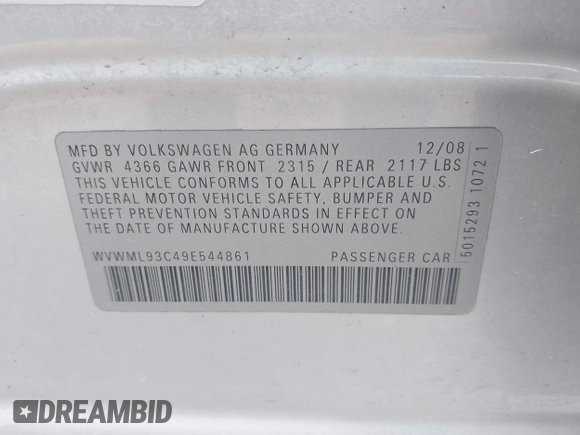 MFD BY VOLKSWAGEN AG GERMANY 12/08
GVWR 4366 GAWR FRONT 2315 / REAR 2117 LBS
THIS VEHICLE CONFORMS TO ALL APPLICABLE U.S.
FEDERAL MOTOR VEHICLE SAFETY, BUMPER AND
THEFT PREVENTION STANDARDS IN EFFECT ON
THE DATE OF MANUFACTURE SHOWN ABOVE.
WVWML93C49E544861 PASSENGER CAR
5015293 1072 1
DREAMBID